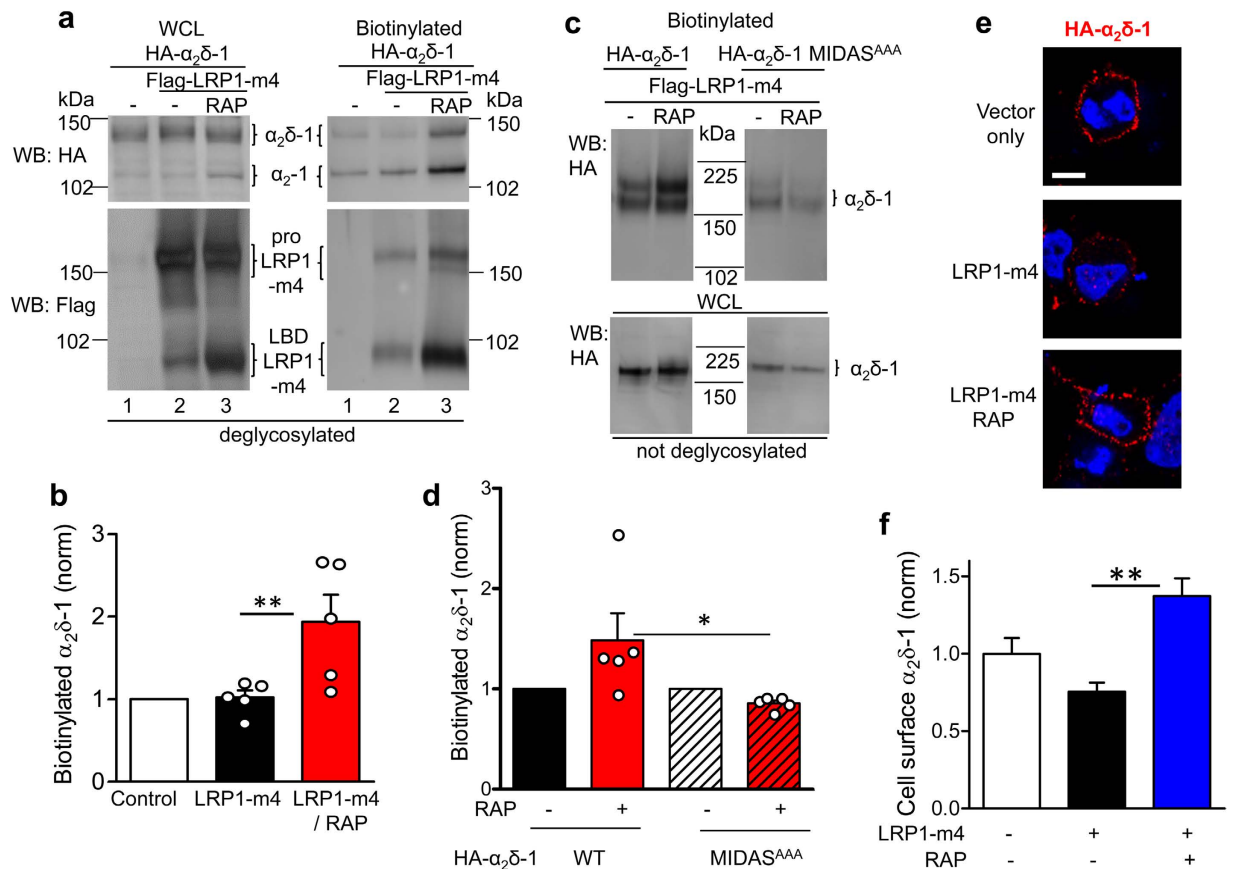 a
WCL
HA-α₂δ-1
Flag-LRP1-m4
kDa - - RAP
150
WB: HA
102
α₂δ-1
α₂-1
Biotinylated
HA-α₂δ-1
Flag-LRP1-m4
- - RAP kDa
150
102
WB: Flag
150
102
pro
LRP1
-m4
LBD
LRP1
-m4
150
102
1 2 3
1 2 3
deglycosylated
b
Biotinylated α₂δ-1 (norm)
3
2
1
0
**
Control LRP1-m4 LRP1-m4
/ RAP
c
Biotinylated
HA-α₂δ-1 HA-α₂δ-1 MIDASᴬᴬᴬ
Flag-LRP1-m4
- RAP kDa - RAP
WB:
HA
225
150
102
α₂δ-1
WCL
WB:
HA
225
150
α₂δ-1
not deglycosylated
d
Biotinylated α₂δ-1 (norm)
3
2
1
0
*
RAP - + - +
HA-α₂δ-1 WT MIDASᴬᴬᴬ
e
HA-α₂δ-1
Vector
only
LRP1-m4
LRP1-m4
RAP
f
Cell surface α₂δ-1 (norm)
1.5
1.0
0.5
0.0
**
LRP1-m4 - + +
RAP - - +